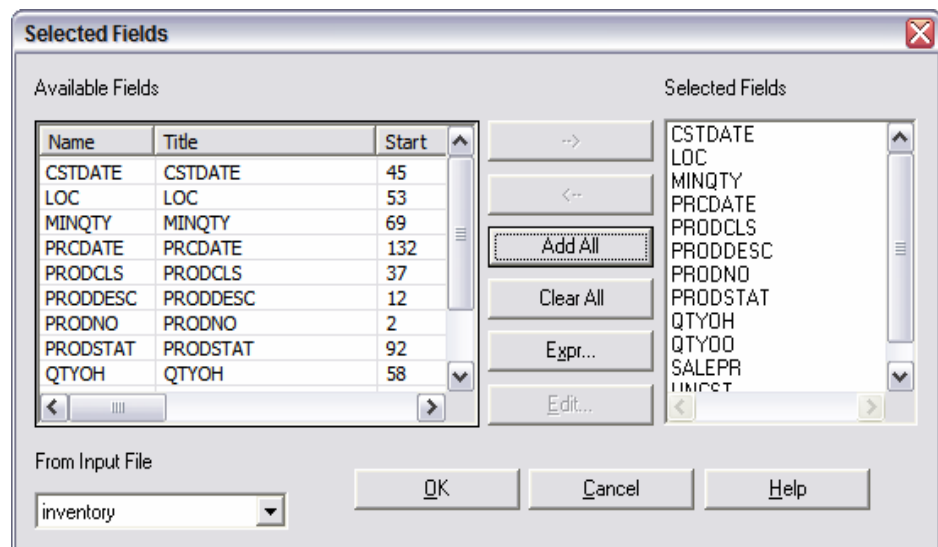 Selected Fields
Available Fields
Name Title Start
CSTDATE CSTDATE 45
LOC LOC 53
MINQTY MINQTY 69
PRCDATE PRCDATE 132
PRODCLS PRODCLS 37
PRODDESC PRODDESC 12
PRODNO PRODNO 2
PRODSTAT PRODSTAT 92
QTYOH QTYOH 58
-->
<--
Add All
Clear All
Expr...
Edit...
Selected Fields
CSTDATE
LOC
MINQTY
PRCDATE
PRODCLS
PRODDESC
PRODNO
PRODSTAT
QTYOH
QTYOO
SALEPR
UNCST
From Input File
inventory
OK
Cancel
Help